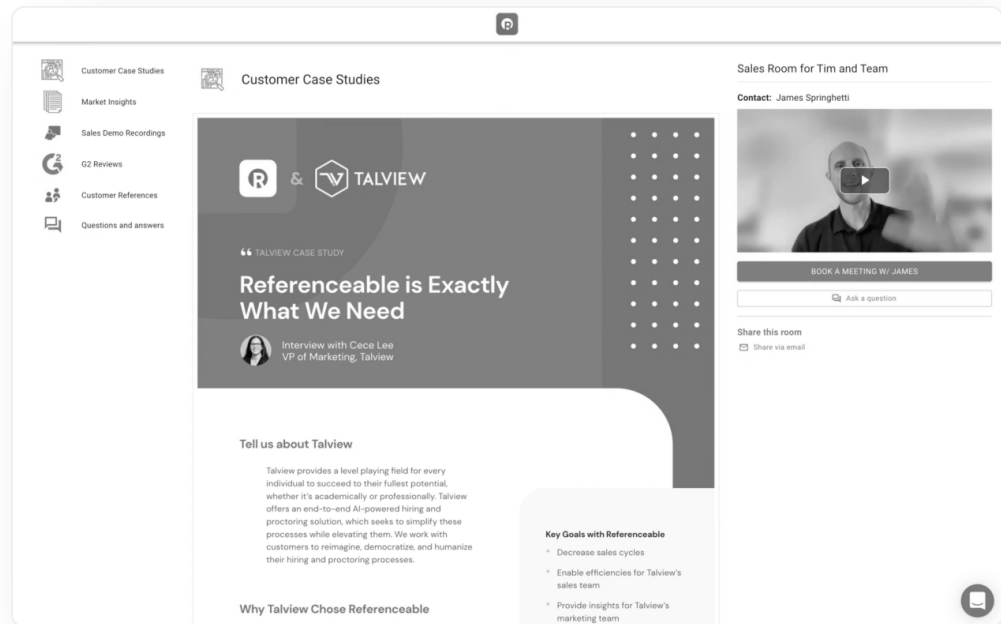 Customer Case Studies
Market Insights
Sales Demo Recordings
G2 Reviews
Customer References
Questions and answers
Customer Case Studies
R & TALVIEW
TALVIEW CASE STUDY
Referenceable is Exactly
What We Need
Interview with Cece Lee
VP of Marketing, Talview
Tell us about Talview
Talview provides a level playing field for every
individual to succeed to their fullest potential,
whether it's academically or professionally. Talview
offers an end-to-end AI-powered hiring and
proctoring solution, which seeks to simplify these
processes while elevating them. We work with
customers to reimagine, democratize, and humanize
their hiring and proctoring processes.
Why Talview Chose Referenceable
Key Goals with Referenceable
Decrease sales cycles
Enable efficiencies for Talview's
sales team
Provide insights for Talview's
marketing team
Sales Room for Tim and Team
Contact: James Springhetti
BOOK A MEETING W/ JAMES
Ask a question
Share this room
Share via email